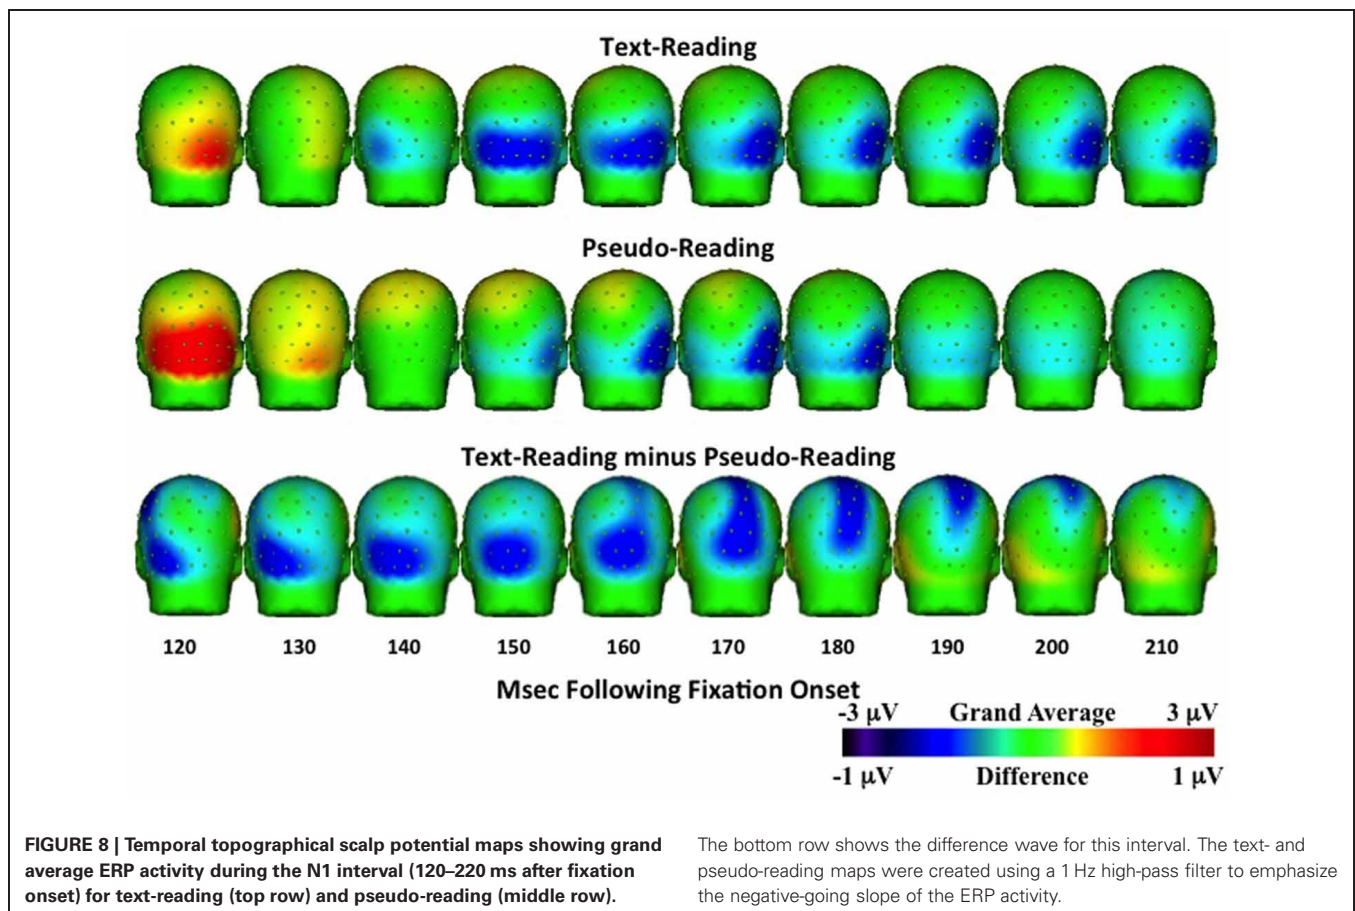 Text-Reading
Pseudo-Reading
Text-Reading minus Pseudo-Reading
120 130 140 150 160 170 180 190 200 210
Msec Following Fixation Onset
-3 µV Grand Average 3 µV
-1 µV Difference 1 µV
FIGURE 8 | Temporal topographical scalp potential maps showing grand
average ERP activity during the N1 interval (120–220 ms after fixation
onset) for text-reading (top row) and pseudo-reading (middle row).
The bottom row shows the difference wave for this interval. The text- and
pseudo-reading maps were created using a 1 Hz high-pass filter to emphasize
the negative-going slope of the ERP activity.